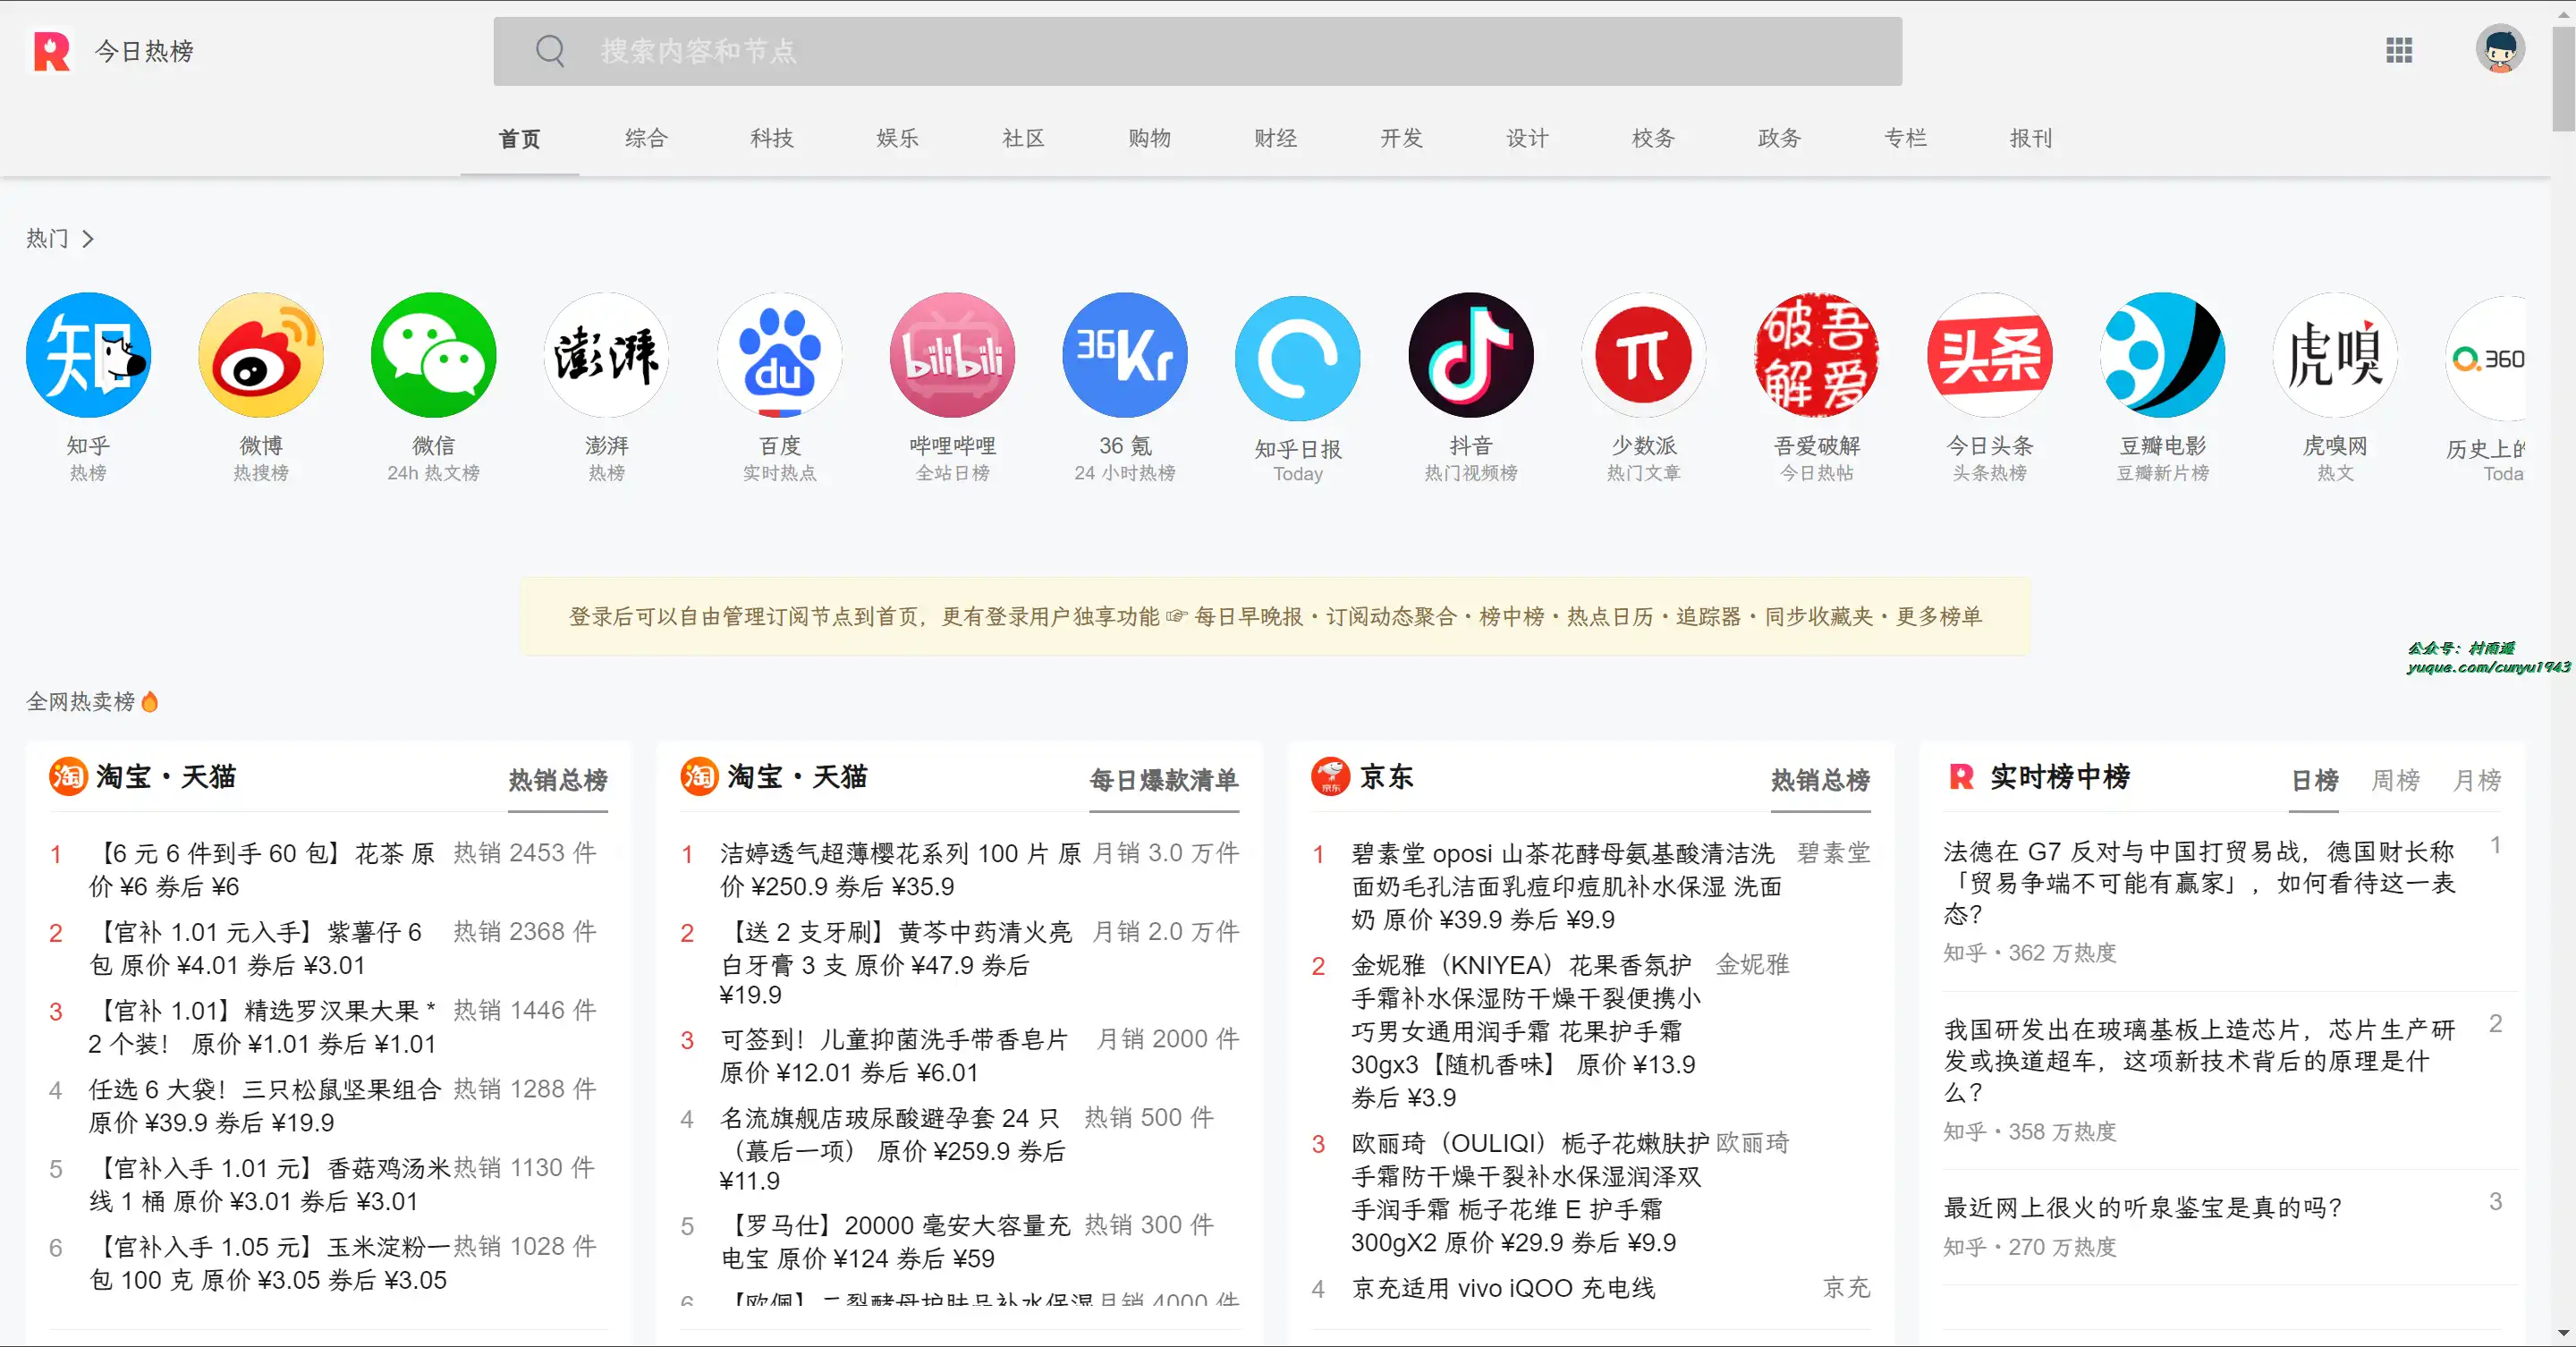 今日热榜
搜索内容和节点
首页 综合 科技 娱乐 社区 购物 财经 开发 设计 校务 政务 专栏 报刊
热门
知乎 微博 微信 澎湃 百度 哔哩哔哩 36 氪 知乎日报 抖音 少数派 吾爱破解 今日头条 豆瓣电影 虎嗅网 历史上的
热榜 热搜榜 24h 热文榜 热榜 实时热点 全站日榜 24 小时热榜 Today 热门视频榜 热门文章 今日热帖 头条热榜 豆瓣新片榜 热文 Toda
登录后可以自由管理订阅节点到首页，更有登录用户独享功能 👉 每日早晚报・订阅动态聚合・榜中榜・热点日历・追踪器・同步收藏夹・更多榜单
公众号：村雨遥
yuque.com/cunyu1943
全网热卖榜🔥
淘宝・天猫 热销总榜
1 【6 元 6 件到手 60 包】花茶 原 热销 2453 件
价 ¥6 券后 ¥6
2 【官补 1.01 元入手】紫薯仔 6 热销 2368 件
包 原价 ¥4.01 券后 ¥3.01
3 【官补 1.01】精选罗汉果大果 * 热销 1446 件
2 个装！ 原价 ¥1.01 券后 ¥1.01
4 任选 6 大袋！三只松鼠坚果组合 热销 1288 件
原价 ¥39.9 券后 ¥19.9
5 【官补入手 1.01 元】香菇鸡汤米 热销 1130 件
线 1 桶 原价 ¥3.01 券后 ¥3.01
6 【官补入手 1.05 元】玉米淀粉一 热销 1028 件
包 100 克 原价 ¥3.05 券后 ¥3.05
淘宝・天猫 每日爆款清单
1 洁婷透气超薄樱花系列 100 片 原 月销 3.0 万件
价 ¥250.9 券后 ¥35.9
2 【送 2 支牙刷】黄芩中药清火亮 月销 2.0 万件
白牙膏 3 支 原价 ¥47.9 券后
¥19.9
3 可签到！儿童抑菌洗手带香皂片 月销 2000 件
原价 ¥12.01 券后 ¥6.01
4 名流旗舰店玻尿酸避孕套 24 只 热销 500 件
（最后一项） 原价 ¥259.9 券后
¥11.9
5 【罗马仕】20000 毫安大容量充 热销 300 件
电宝 原价 ¥124 券后 ¥59
6 【欧佩】二裂酵母护肤品补水保湿 月销 4000 件
京东 热销总榜
1 碧素堂 oposi 山茶花酵母氨基酸清洁洗 碧素堂
面奶毛孔洁面乳痘印痘肌补水保湿 洗面
奶 原价 ¥39.9 券后 ¥9.9
2 金妮雅（KNIYEA）花果香氛护 金妮雅
手霜补水保湿防干燥干裂便携小
巧男女通用润手霜 花果护手霜
30gx3【随机香味】 原价 ¥13.9
券后 ¥3.9
3 欧丽琦（OULIQI）栀子花嫩肤护 欧丽琦
手霜防干燥干裂补水保湿润泽双
手润手霜 栀子花维 E 护手霜
300gX2 原价 ¥29.9 券后 ¥9.9
4 京充适用 vivo iQOO 充电线 京充
实时榜中榜 日榜 周榜 月榜
法德在 G7 反对与中国打贸易战，德国财长称 1
「贸易争端不可能有赢家」，如何看待这一表
态？
知乎・362 万热度
我国研发出在玻璃基板上造芯片，芯片生产研 2
发或换道超车，这项新技术背后的原理是什
么？
知乎・358 万热度
最近网上很火的听泉鉴宝是真的吗？ 3
知乎・270 万热度